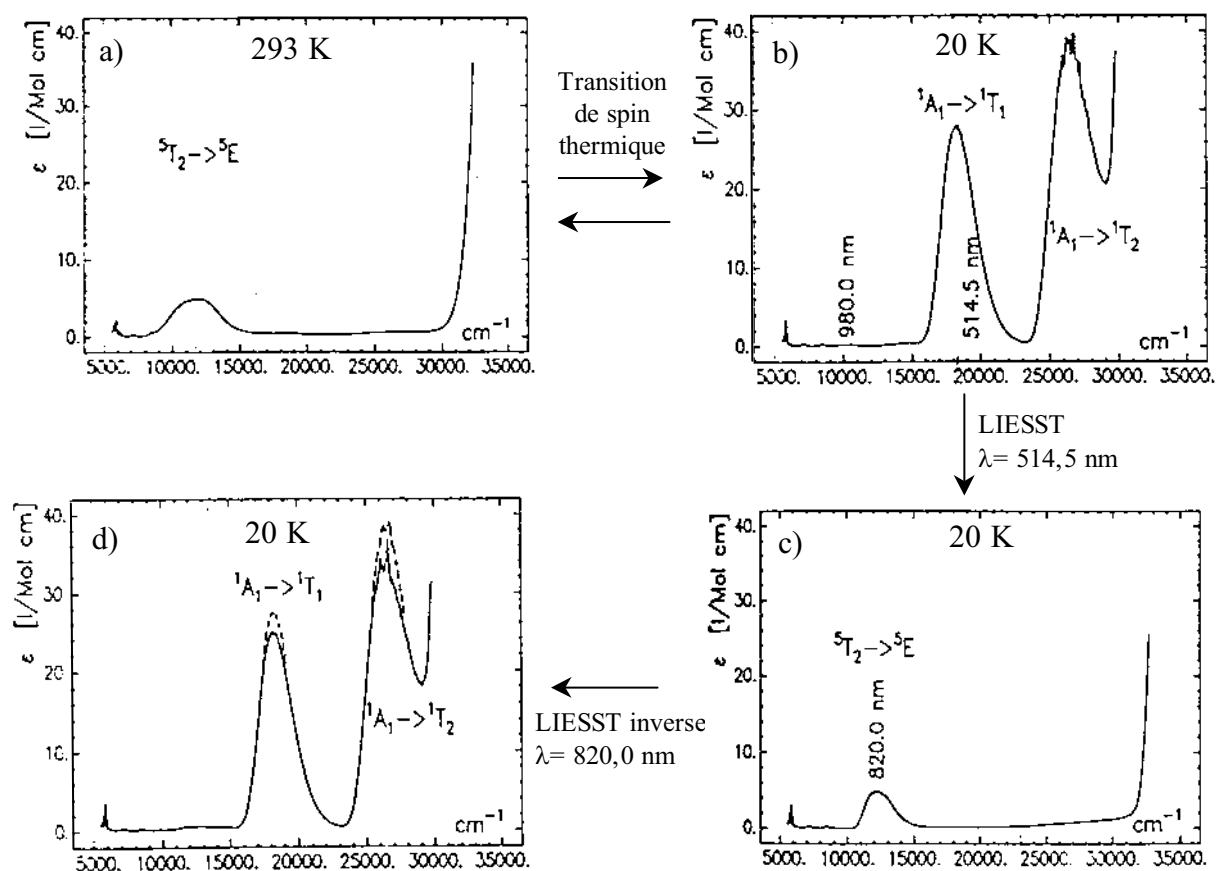 a)
293 K
ε [l/Mol cm]
40.
30.
20.
10.
0.
⁵T₂−>⁵E
cm⁻¹
5000. 10000. 15000. 20000. 25000. 30000. 35000.
Transition
de spin
thermique
b)
20 K
ε [l/Mol cm]
40.
30.
20.
10.
0.
¹A₁−>¹T₁
¹A₁−>¹T₂
980.0 nm
514.5 nm
cm⁻¹
5000. 10000. 15000. 20000. 25000. 30000. 35000.
LIESST
λ= 514,5 nm
d)
20 K
ε [l/Mol cm]
40.
30.
20.
10.
0.
¹A₁−>¹T₁
¹A₁−>¹T₂
cm⁻¹
5000. 10000. 15000. 20000. 25000. 30000. 35000.
LIESST inverse
λ= 820,0 nm
c)
20 K
ε [l/Mol cm]
40.
30.
20.
10.
0.
⁵T₂−>⁵E
820.0 nm
cm⁻¹
5000. 10000. 15000. 20000. 25000. 30000. 35000.